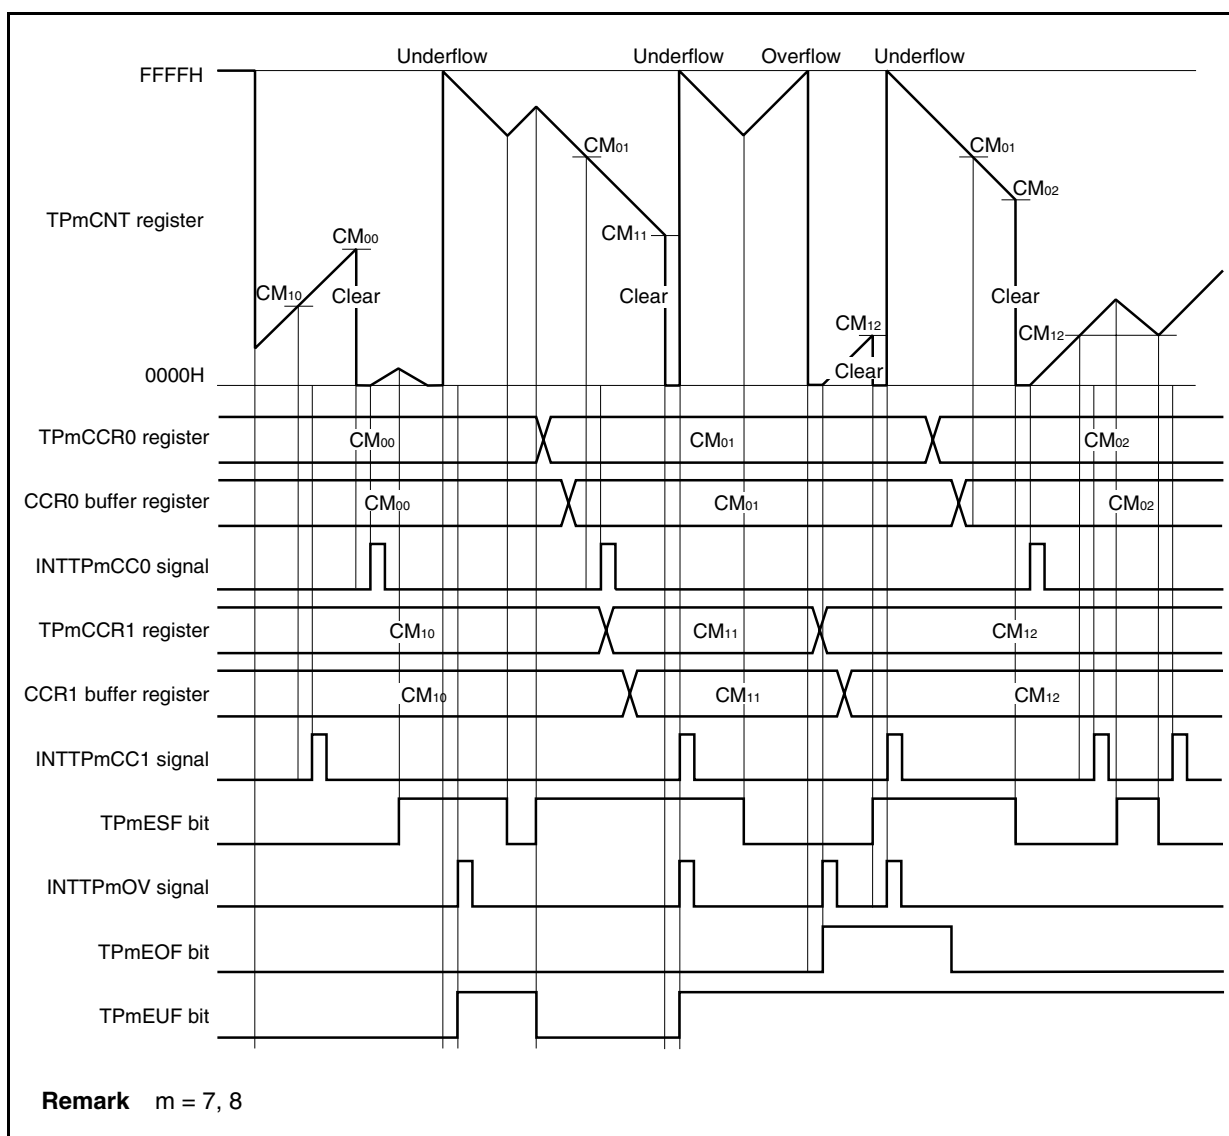 Underflow Underflow Overflow Underflow
FFFFH
CM01 CM01
CM02
TPmCNT register
CM00 CM11
CM10 Clear Clear Clear
CM12 CM12
Clear
0000H
TPmCCR0 register CM00 CM01 CM02
CCR0 buffer register CM00 CM01 CM02
INTTPmCC0 signal
TPmCCR1 register CM10 CM11 CM12
CCR1 buffer register CM10 CM11 CM12
INTTPmCC1 signal
TPmESF bit
INTTPmOV signal
TPmEOF bit
TPmEUF bit
Remark m = 7, 8